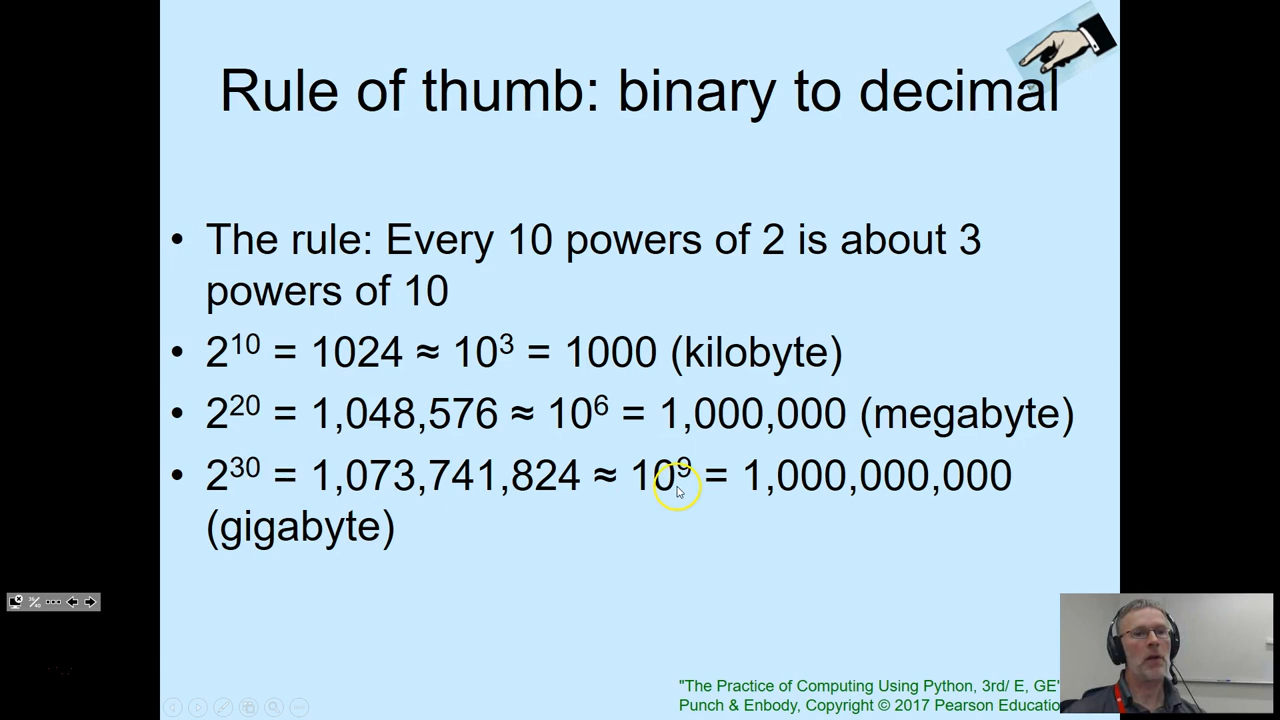 Rule of thumb: binary to decimal
• The rule: Every 10 powers of 2 is about 3
powers of 10
• 2¹⁰ = 1024 ≈ 10³ = 1000 (kilobyte)
• 2²⁰ = 1,048,576 ≈ 10⁶ = 1,000,000 (megabyte)
• 2³⁰ = 1,073,741,824 ≈ 10⁹ = 1,000,000,000
(gigabyte)
"The Practice of Computing Using Python, 3rd/ E, GE"
Punch & Enbody, Copyright © 2017 Pearson Educatio